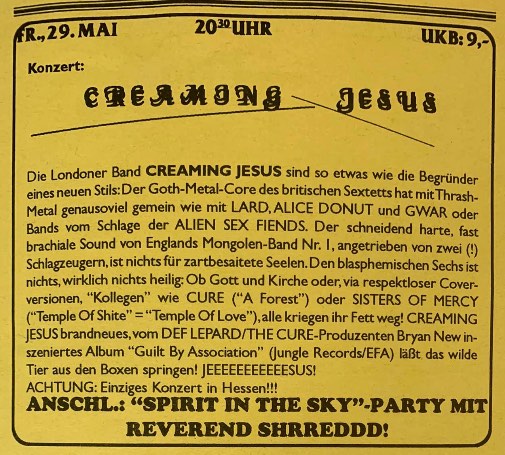 FR., 29. MAI 20³⁰ UHR UKB: 9,-
Konzert:
CREAMING JESUS
Die Londoner Band CREAMING JESUS sind so etwas wie die Begründer
eines neuen Stils: Der Goth-Metal-Core des britischen Sextetts hat mit Thrash-
Metal genausoviel gemein wie mit LARD, ALICE DONUT und GWAR oder
Bands vom Schlage der ALIEN SEX FIENDS. Der schneidend harte, fast
brachiale Sound von Englands Mongolen-Band Nr. 1, angetrieben von zwei (!)
Schlagzeugern, ist nichts für zartbesaitete Seelen. Den blasphemischen Sechs ist
nichts, wirklich nichts heilig: Ob Gott und Kirche oder, via respektloser Cover-
versionen, "Kollegen" wie CURE ("A Forest") oder SISTERS OF MERCY
("Temple Of Shite" = "Temple Of Love"), alle kriegen ihr Fett weg! CREAMING
JESUS brandneues, vom DEF LEPARD/THE CURE-Produzenten Bryan New in-
szeniertes Album "Guilt By Association" (Jungle Records/EFA) läßt das wilde
Tier aus den Boxen springen! JEEEEEEEEEEESUS!
ACHTUNG: Einziges Konzert in Hessen!!!
ANSCHL.: "SPIRIT IN THE SKY"-PARTY MIT
REVEREND SHRREDDD!